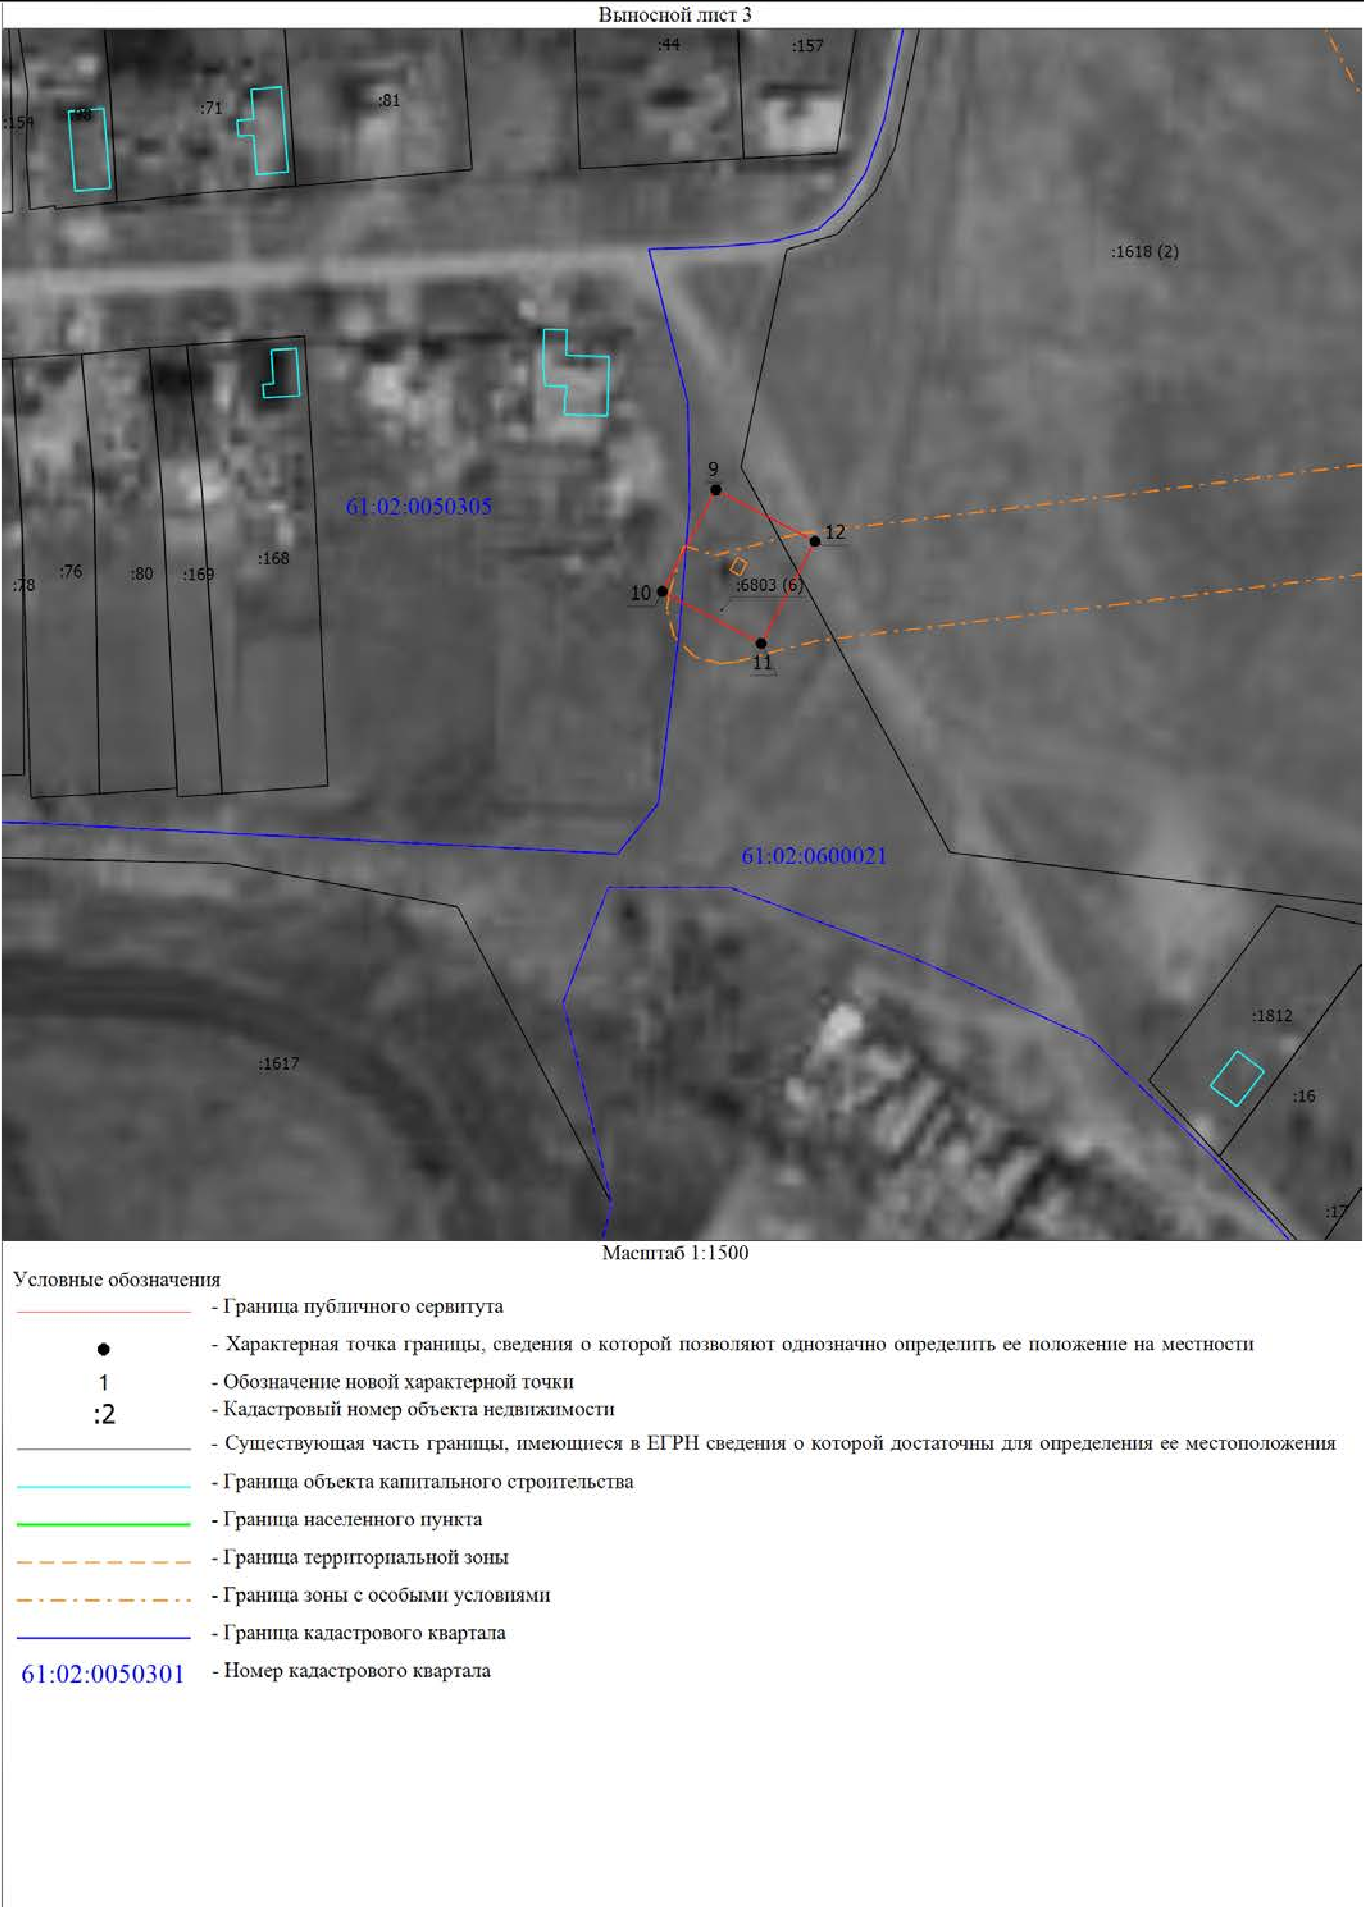 Выносной лист 3
:44
:157
:71
:81
:154
:1618 (2)
9
61:02:0050305
12
:168
:76
:80
:169
:78
:6803 (6)
10
11
61:02:0600021
:1812
:1617
:16
:17
Масштаб 1:1500
Условные обозначения
- Граница публичного сервитута
- Характерная точка границы, сведения о которой позволяют однозначно определить ее положение на местности
1 - Обозначение новой характерной точки
:2 - Кадастровый номер объекта недвижимости
- Существующая часть границы, имеющиеся в ЕГРН сведения о которой достаточны для определения ее местоположения
- Граница объекта капитального строительства
- Граница населенного пункта
- Граница территориальной зоны
- Граница зоны с особыми условиями
- Граница кадастрового квартала
61:02:0050301 - Номер кадастрового квартала